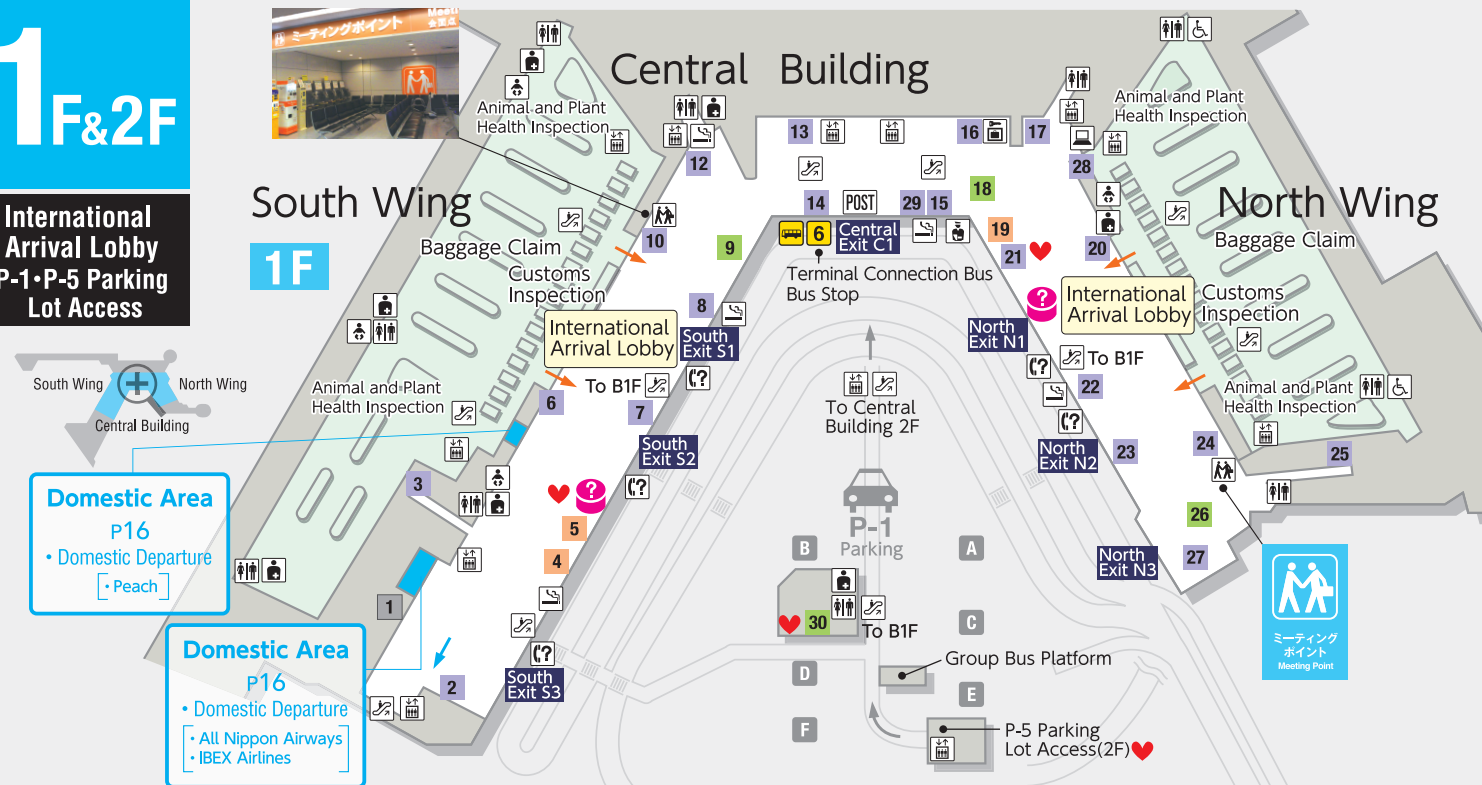 1F&2F
International
Arrival Lobby
P-1・P-5 Parking
Lot Access
ミーティングポイント
Central Building
South Wing
1F
North Wing
Animal and Plant
Health Inspection
Baggage Claim
Customs
Inspection
International
Arrival Lobby
To B1F
Animal and Plant
Health Inspection
South
Exit S1
South
Exit S2
South
Exit S3
12
10
9
8
7
6
3
5
4
1
2
13
14
POST
29
15
16
17
18
19
21
20
28
6
Central
Exit C1
Terminal Connection Bus
Bus Stop
Animal and Plant
Health Inspection
Baggage Claim
Customs
Inspection
International
Arrival Lobby
North
Exit N1
To B1F
22
Animal and Plant
Health Inspection
North
Exit N2
23
24
25
26
27
North
Exit N3
To Central
Building 2F
P-1
Parking
B
A
30
To B1F
C
D
E
F
Group Bus Platform
P-5 Parking
Lot Access(2F)
ミーティング
ポイント
Meeting Point
South Wing
North Wing
Central Building
Domestic Area
P16
• Domestic Departure
・Peach
Domestic Area
P16
• Domestic Departure
・All Nippon Airways
・IBEX Airlines